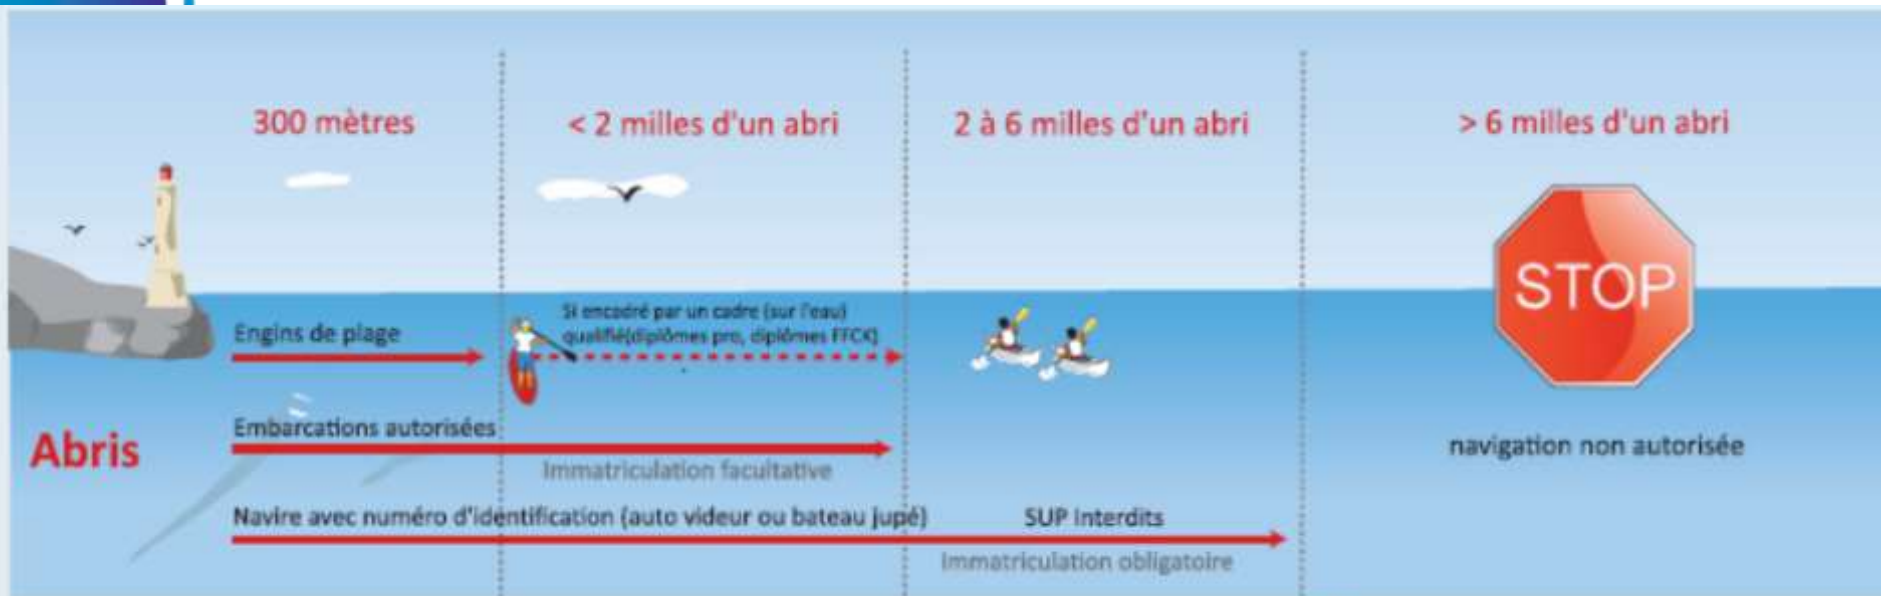 300 mètres
< 2 milles d'un abri
2 à 6 milles d'un abri
> 6 milles d'un abri
STOP
Si encadré par un cadre (sur l'eau)
qualifié(diplômes pro, diplômes FFCK)
Engins de plage
Embarcations autorisées
Abris
navigation non autorisée
Immatriculation facultative
Navire avec numéro d'identification (auto videur ou bateau jupé)
SUP Interdits
Immatriculation obligatoire